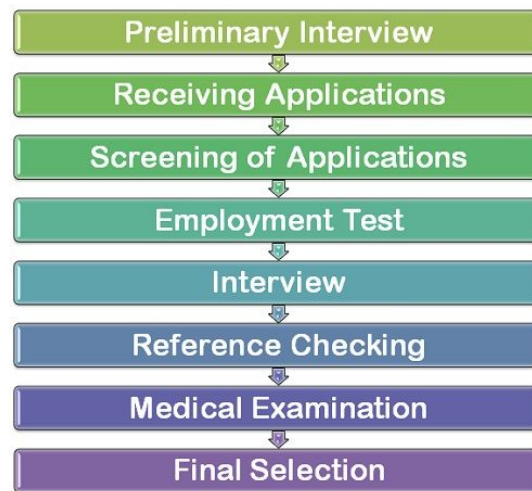 Preliminary Interview
Receiving Applications
Screening of Applications
Employment Test
Interview
Reference Checking
Medical Examination
Final Selection